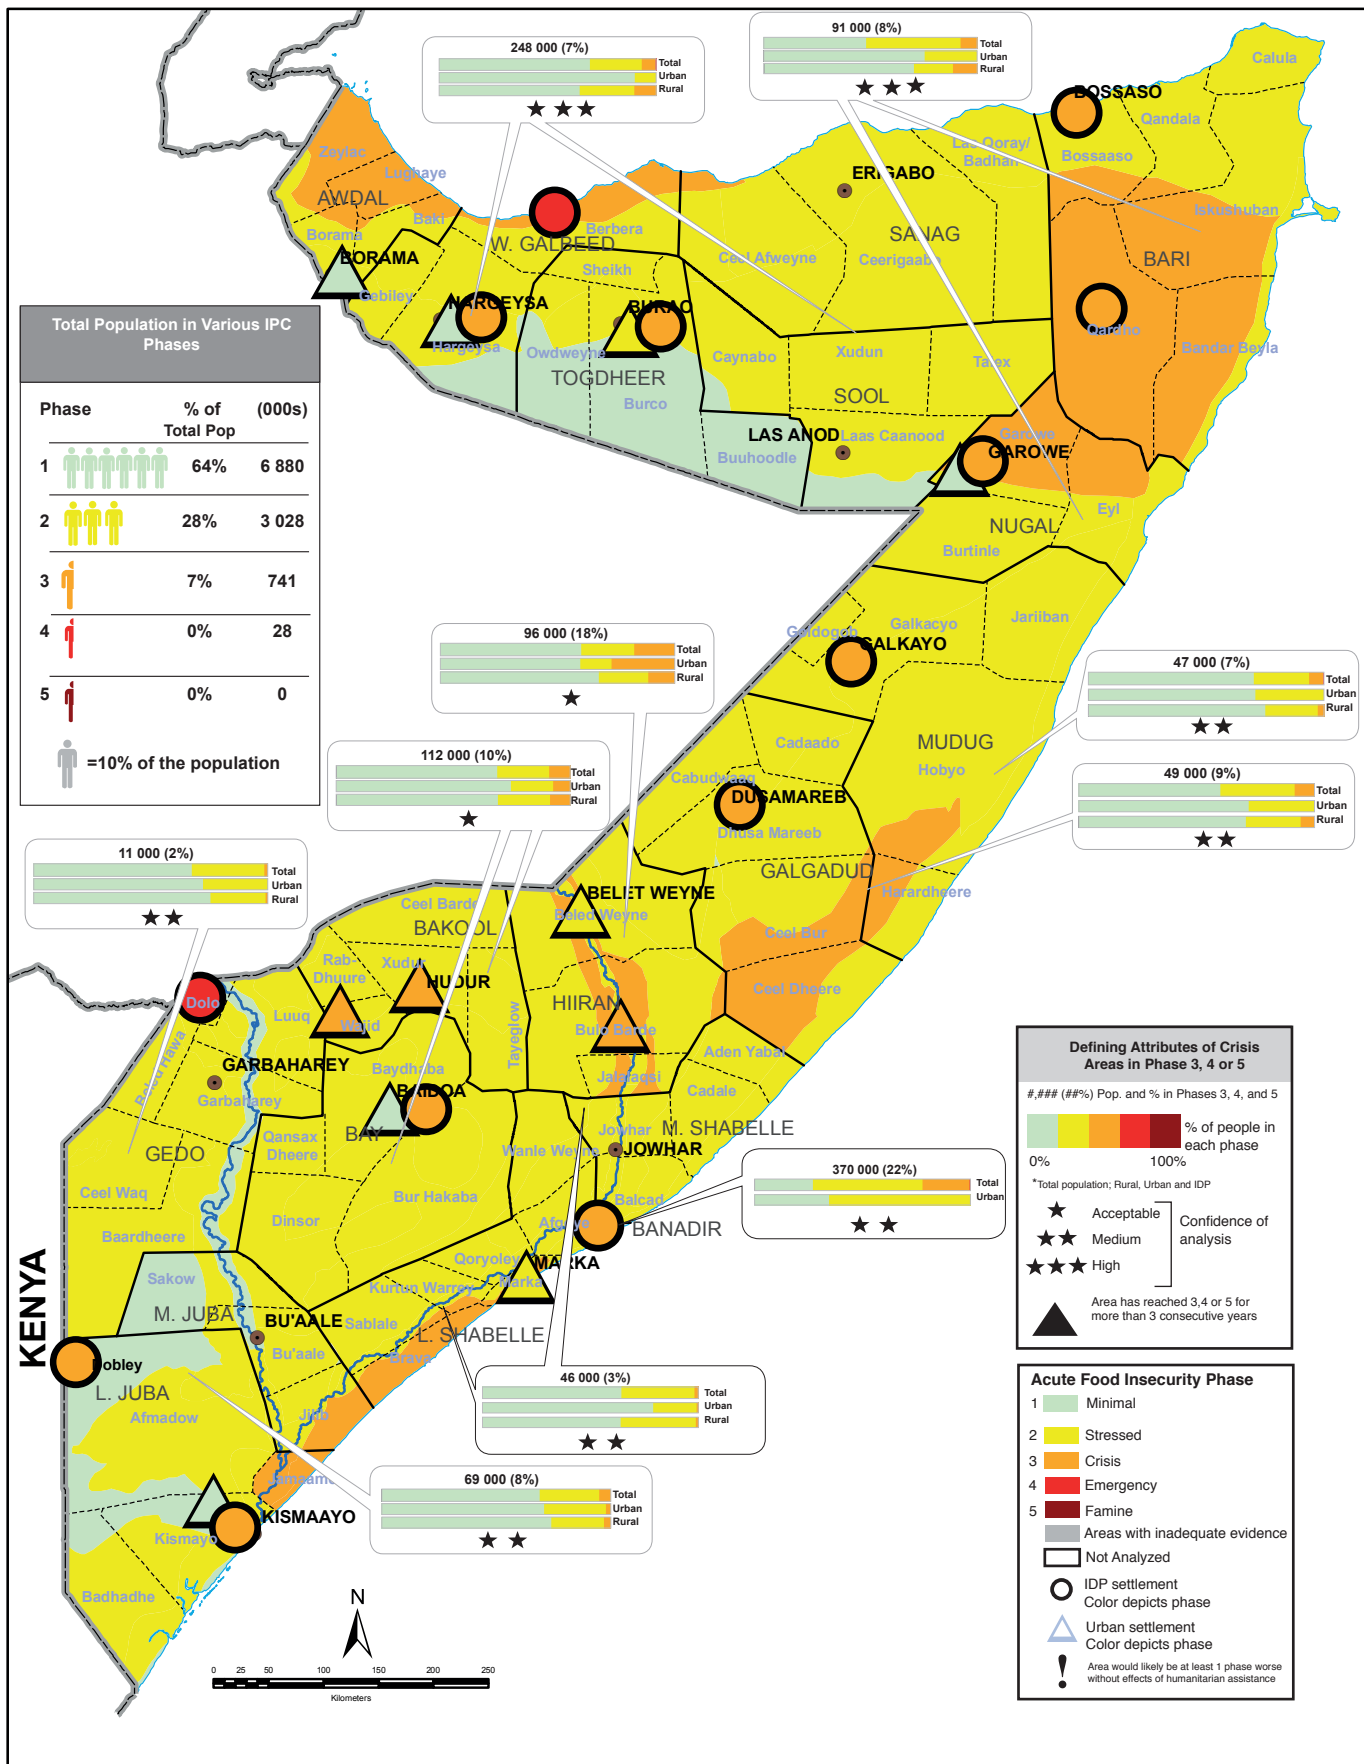 248 000 (7%)
Total
Urban
Rural
91 000 (8%)
Total
Urban
Rural
Calula
BOSSASO
Qandala
Bossaaso
Las Qoray/
Badhan
Zeylac
Lughaye
AWDAL
Baki
Borama
BORAMA
Gebiley
W. GALBEED
Berbera
Sheikh
ERIGABO
SANAG
Ceel Afweyne
Ceerigaabo
Iskushuban
BARI
HARGEYSA
Hargeysa
BURAO
Owdweyne
TOGDHEER
Burco
Caynabo
Xudun
Talex
SOOL
Qardho
Bandar Beyla
LAS ANOD
Laas Caanood
Buuhoodle
Garowe
GAROWE
NUGAL
Eyl
Burtinle
Total Population in Various IPC
Phases
Phase
% of
Total Pop
(000s)
1 64% 6 880
2 28% 3 028
3 7% 741
4 0% 28
5 0% 0
=10% of the population
Galdogob
Galkacyo
Jariiban
GALKAYO
96 000 (18%)
Total
Urban
Rural
47 000 (7%)
Total
Urban
Rural
MUDUG
Hobyo
Cadaado
Cabudwaaq
DUSAMAREB
Dhusa Mareeb
112 000 (10%)
Total
Urban
Rural
49 000 (9%)
Total
Urban
Rural
GALGADUD
Harardheere
Ceel Bur
Ceel Dheere
11 000 (2%)
Total
Urban
Rural
BELET WEYNE
Beled Weyne
Ceel Barde
BAKOOL
Rab-
Dhuure
Xudur
HUDUR
Wajid
Tayeglow
HIIRAN
Bulo Barde
Jalalaqsi
Aden Yabal
Cadale
Dolo
Luuq
Beled Hawa
GARBAHAREY
Garbaharey
Baydhaba
BAIDOA
BAY
Qansax
Dheere
GEDO
Ceel Waq
Dinsor
Bur Hakaba
Wanle Weyne
Jowhar
M. SHABELLE
JOWHAR
Balcad
BANADIR
370 000 (22%)
Total
Urban
Afgoye
Baardheere
Sakow
M. JUBA
BU'AALE
Bu'aale
Qoryoley
MARKA
Marka
Kurtun Warrey
Sablale
L. SHABELLE
Brava
KENYA
Dobley
L. JUBA
Afmadow
Jilib
Jamaame
46 000 (3%)
Total
Urban
Rural
69 000 (8%)
Total
Urban
Rural
KISMAAYO
Kismayo
Badhadhe
N
0 25 50 100 150 200 250
Kilometers
Defining Attributes of Crisis
Areas in Phase 3, 4 or 5
#,### (##%) Pop. and % in Phases 3, 4, and 5
% of people in
each phase
0% 100%
*Total population; Rural, Urban and IDP
Acceptable
Medium
High
Confidence of
analysis
Area has reached 3,4 or 5 for
more than 3 consecutive years
Acute Food Insecurity Phase
1 Minimal
2 Stressed
3 Crisis
4 Emergency
5 Famine
Areas with inadequate evidence
Not Analyzed
IDP settlement
Color depicts phase
Urban settlement
Color depicts phase
! Area would likely be at least 1 phase worse
without effects of humanitarian assistance